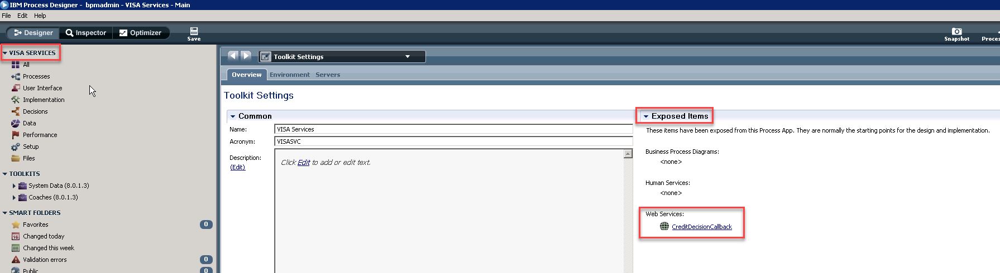 IBM Process Designer - bpmadmin - VISA Services - Main
File Edit Help
Designer Inspector Optimizer Save
Snapshot Proces
VISA SERVICES
All
Processes
User Interface
Implementation
Decisions
Data
Performance
Setup
Files
TOOLKITS
System Data (8.0.1.3)
Coaches (8.0.1.3)
SMART FOLDERS
Favorites 0
Changed today
Changed this week
Validation errors 0
Public 0
Toolkit Settings
Overview Environment Servers
Toolkit Settings
Common
Name: VISA Services
Acronym: VISASVC
Description: 
(Edit)
Click Edit to add or edit text.
Exposed Items
These items have been exposed from this Process App. They are normally the starting points for the design and implementation.
Business Process Diagrams:
<none>
Human Services:
<none>
Web Services:
CreditDecisionCallback